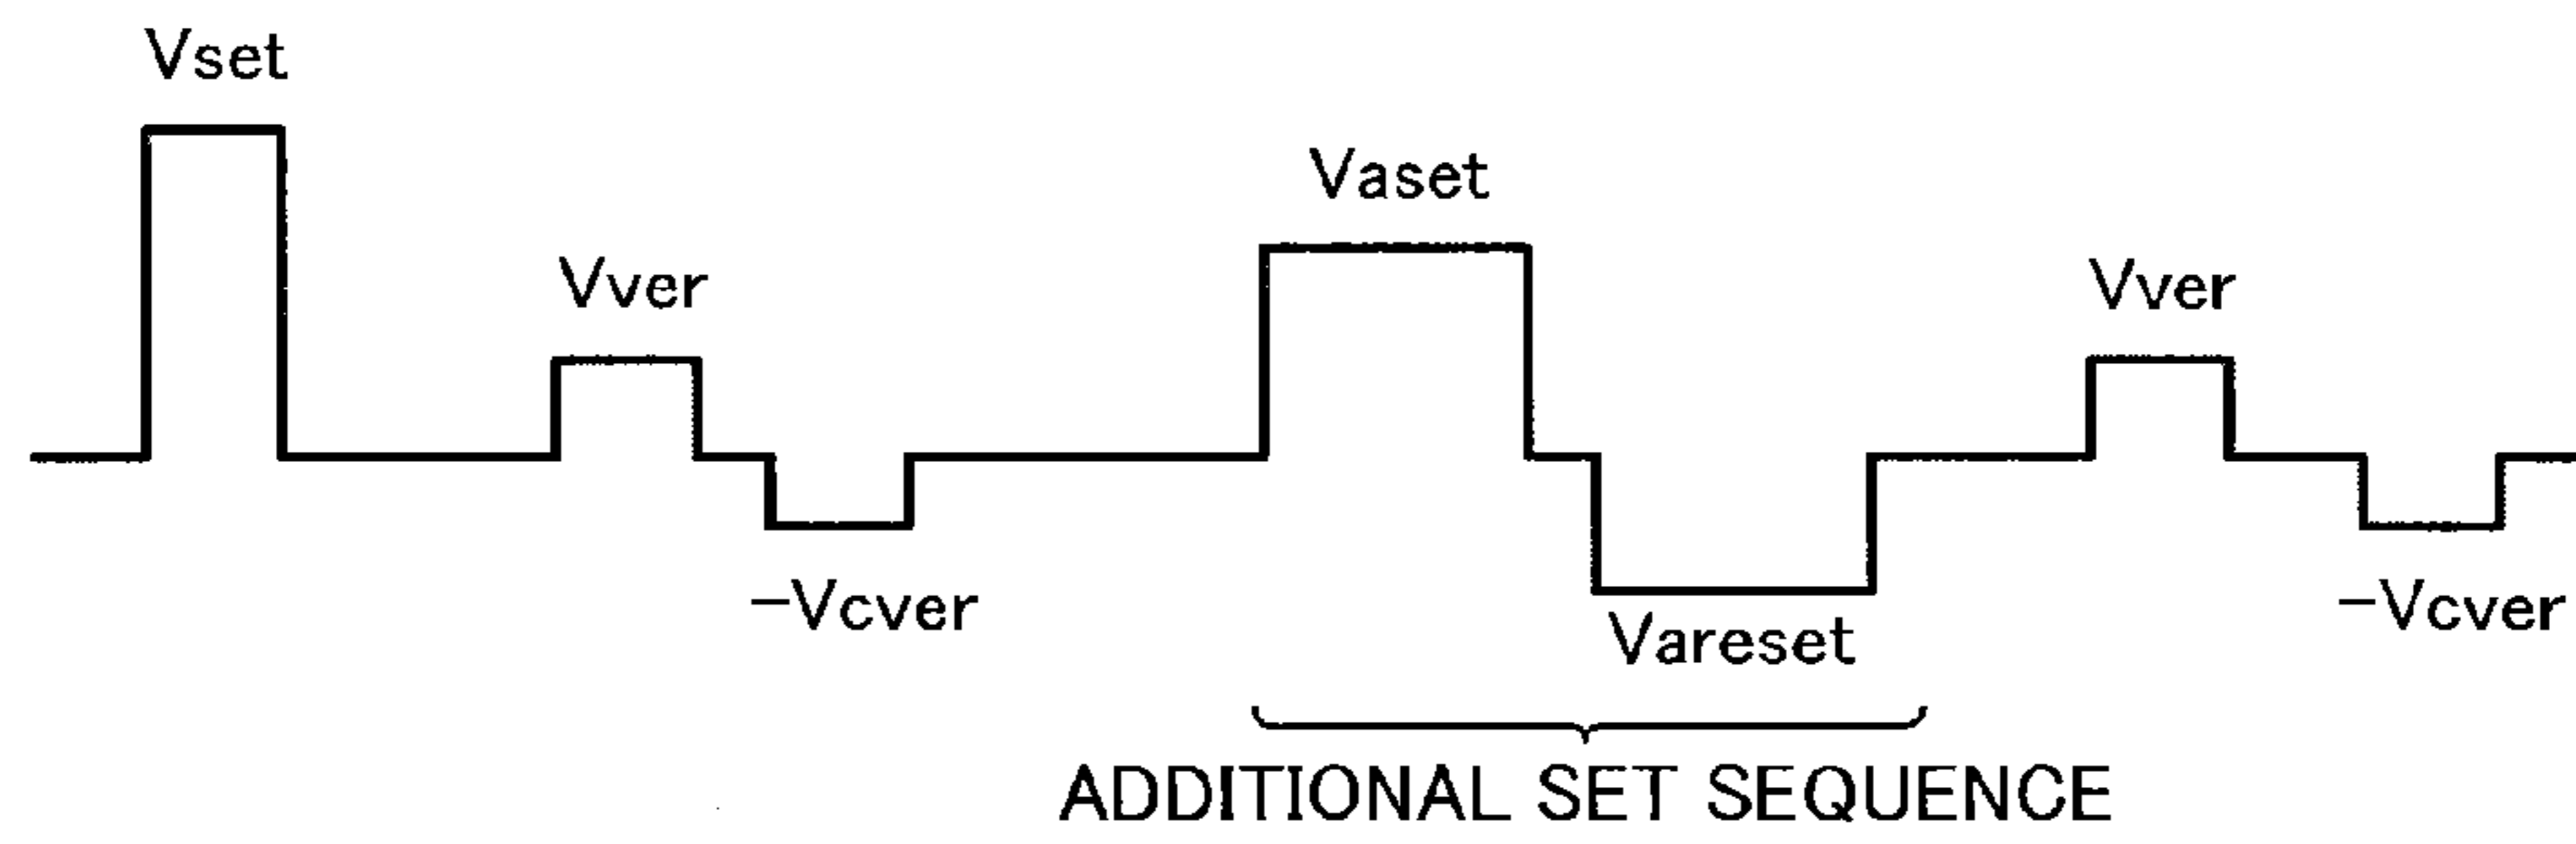 Vset
Vaset
Vver
Vver
−Vcver
−Vcver
Vareset
ADDITIONAL SET SEQUENCE